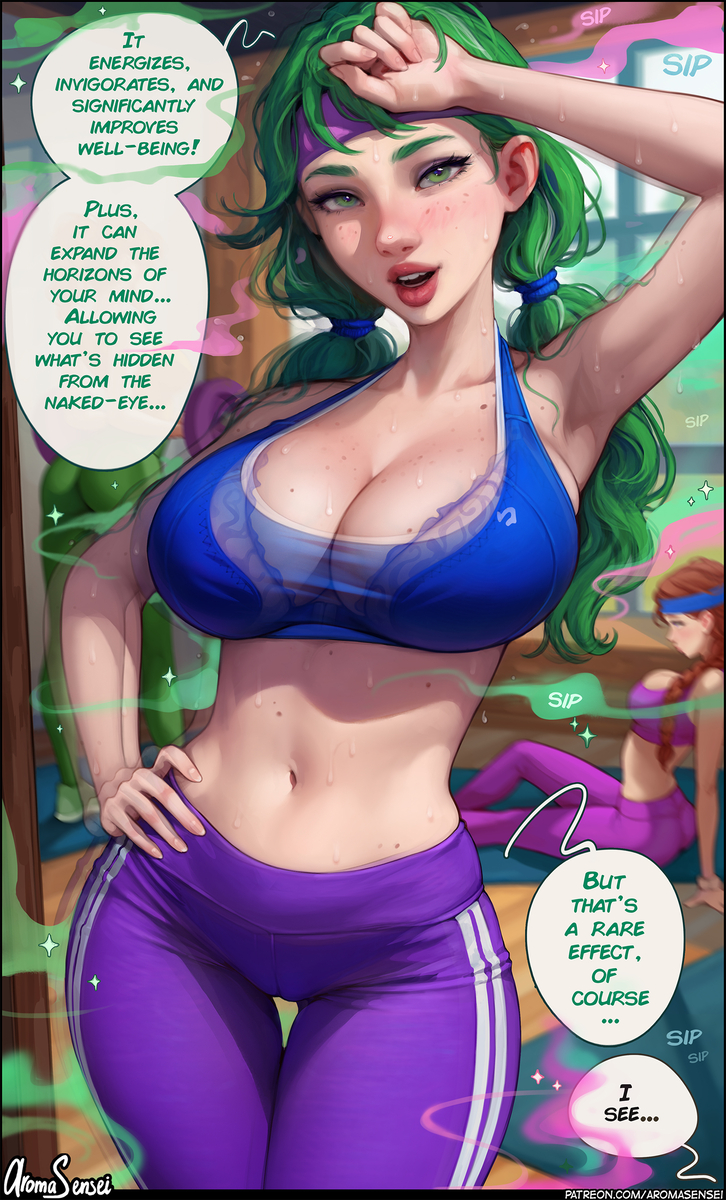 SIP
SIP
IT
ENERGIZES,
INVIGORATES, AND
SIGNIFICANTLY
IMPROVES
WELL-BEING!
PLUS,
IT CAN
EXPAND THE
HORIZONS OF
YOUR MIND...
ALLOWING
YOU TO SEE
WHAT'S HIDDEN
FROM THE
NAKED-EYE...
SIP
SIP
BUT
THAT'S
A RARE
EFFECT,
OF
COURSE
...
SIP
SIP
I
SEE...
AromaSensei
PATREON.COM/AROMASENSEI